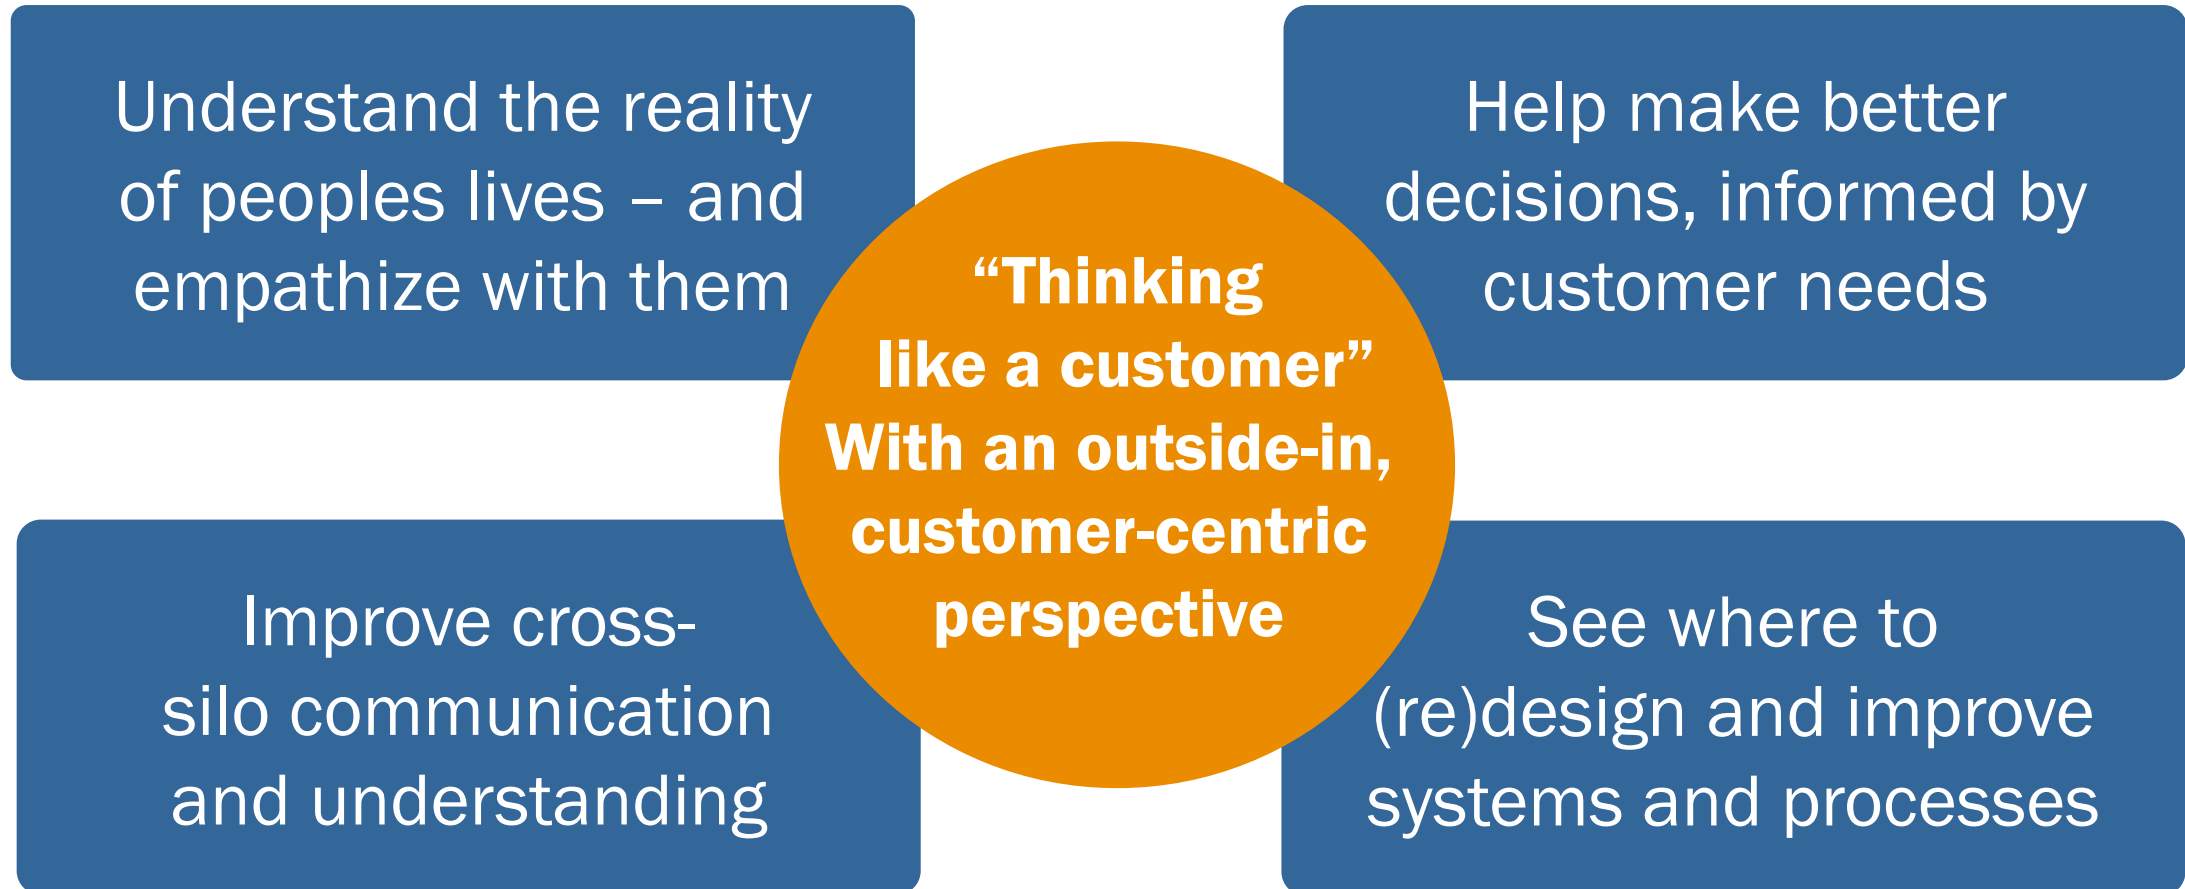 Understand the reality
of peoples lives – and
empathize with them
Help make better
decisions, informed by
customer needs
“Thinking
like a customer”
With an outside-in,
customer-centric
perspective
Improve cross-
silo communication
and understanding
See where to
(re)design and improve
systems and processes